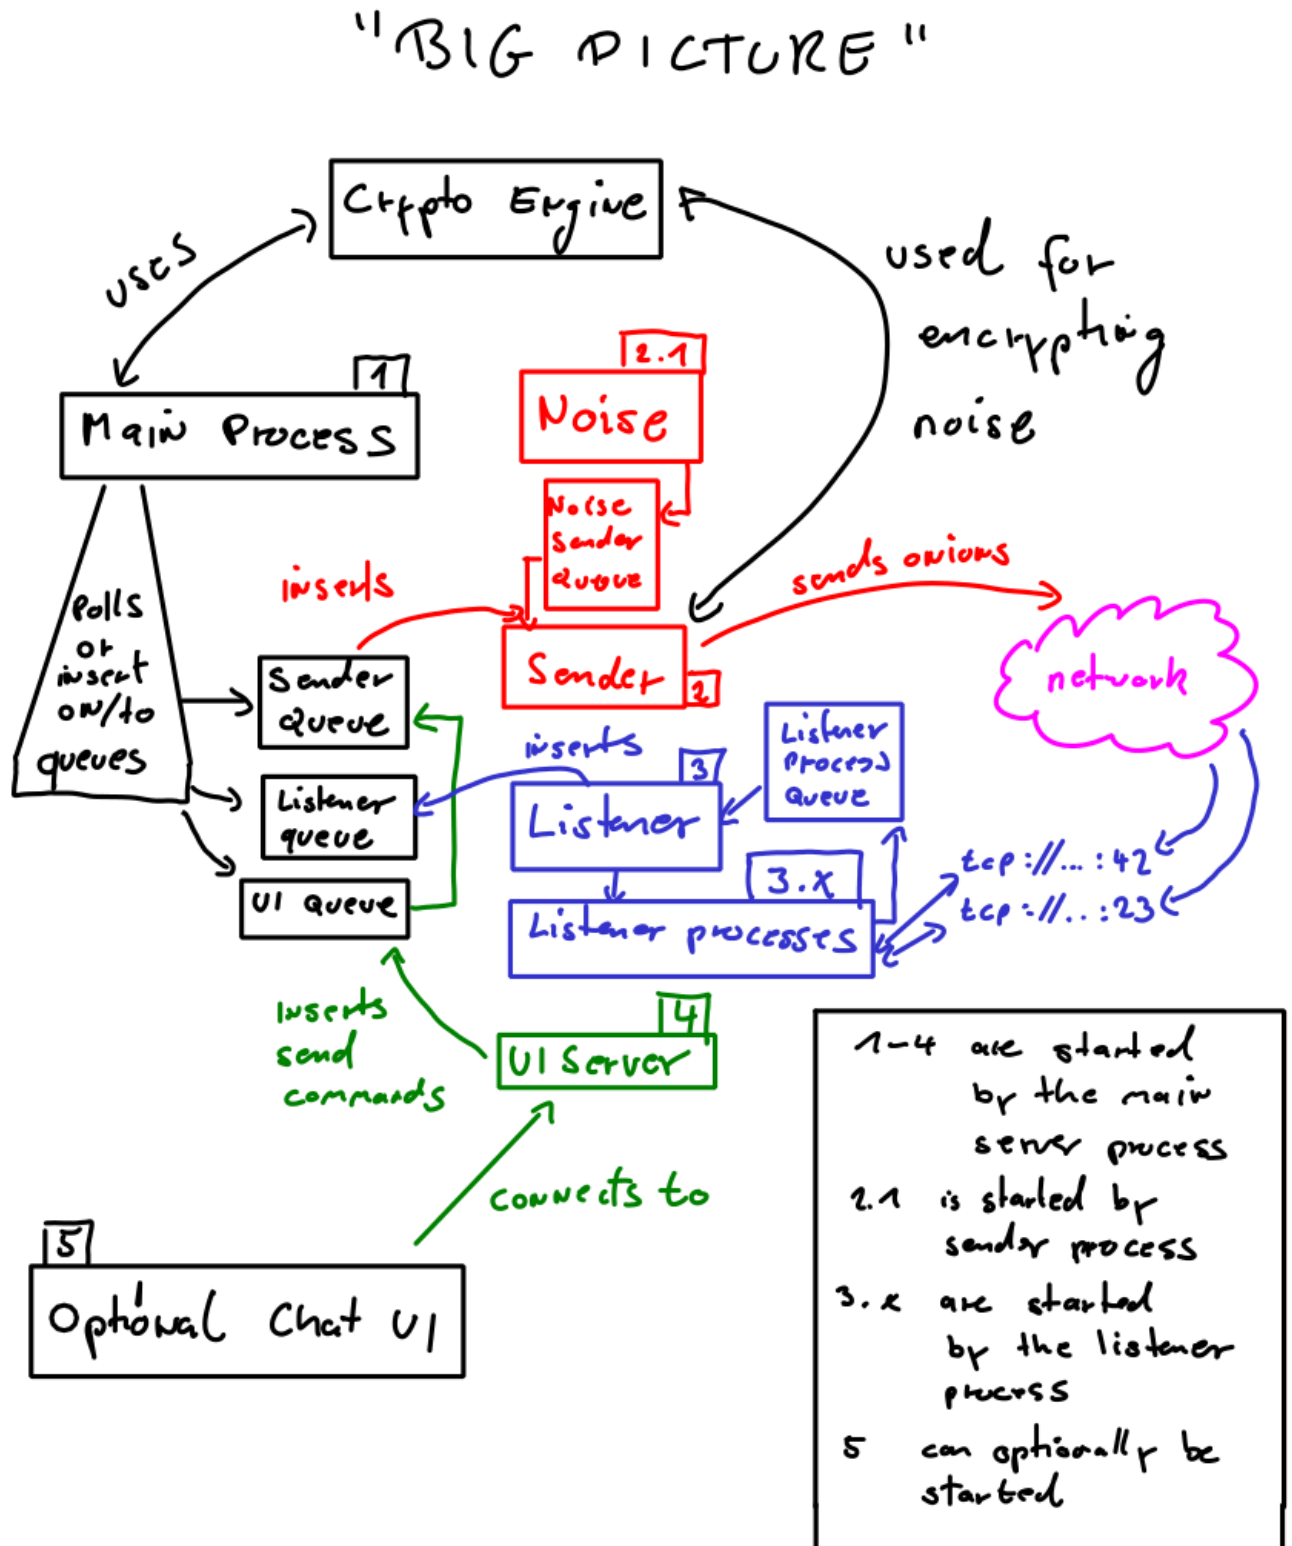 "BIG PICTURE"
Crypto Engine
uses
used for
encrypting
noise
1
Main Process
2.1
Noise
Noise
Sender
Queue
inserts
sends onions
polls
or
insert
on/to
queues
Sender
Queue
Sender
2
network
Listener
Process
Queue
inserts
3
Listener
queue
Listener
tcp://...:42
tcp://..:23
3.x
UI Queue
Listener processes
Inserts
send
commands
4
UI Server
connects to
5
Optional Chat UI
1-4 are started
by the main
server process
2.1 is started by
sender process
3.x are started
by the listener
process
5 can optionally be
started